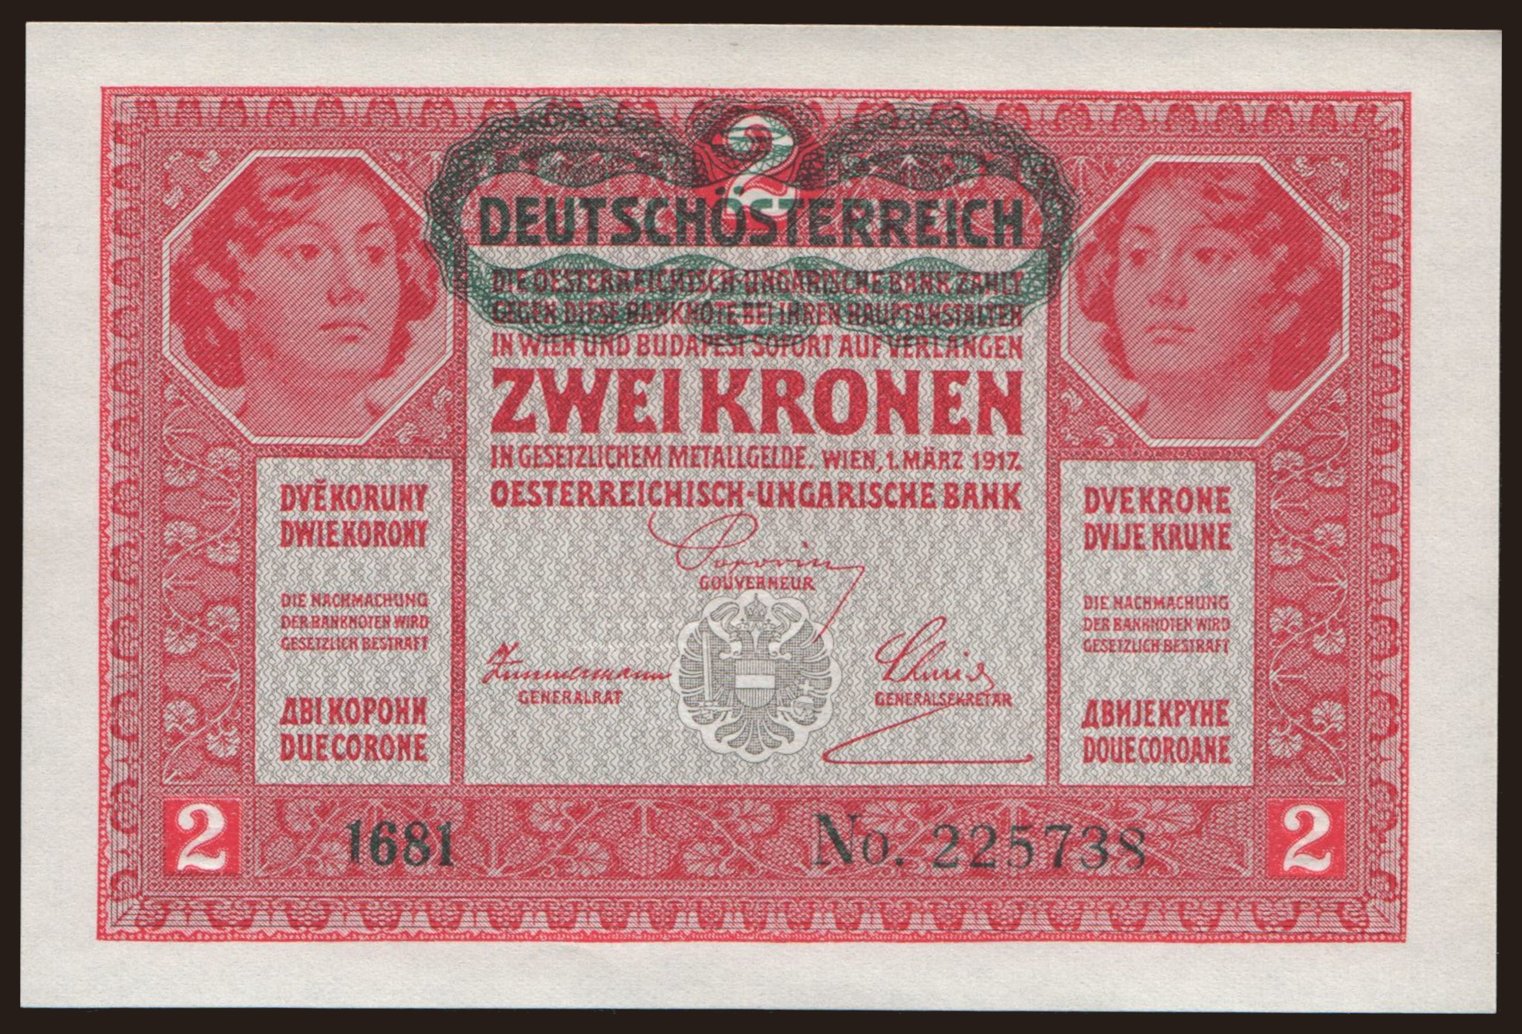 2
DEUTSCHÖSTERREICH
DIE OESTERREICHISCH-UNGARISCHE BANK ZAHLT
GEGEN DIESE BANKNOTE BEI IHREN HAUPTANSTALTEN
IN WIEN UND BUDAPEST SOFORT AUF VERLANGEN
ZWEI KRONEN
IN GESETZLICHEM METALLGELDE. WIEN, 1. MÄRZ 1917.
OESTERREICHISCH-UNGARISCHE BANK
Popovics
GOUVERNEUR
Zimmermann
GENERALRAT
Schmid
GENERALSEKRETÄR
DVĚ KORUNY
DWIE KORONY
DIE NACHMACHUNG
DER BANKNOTEN WIRD
GESETZLICH BESTRAFT
ДВІ КОРОНИ
DUE CORONE
DVE KRONE
DVIJE KRUNE
DIE NACHMACHUNG
DER BANKNOTEN WIRD
GESETZLICH BESTRAFT
ДВИЈЕ КРУНЕ
DOUE COROANE
2
1681
No. 225738
2